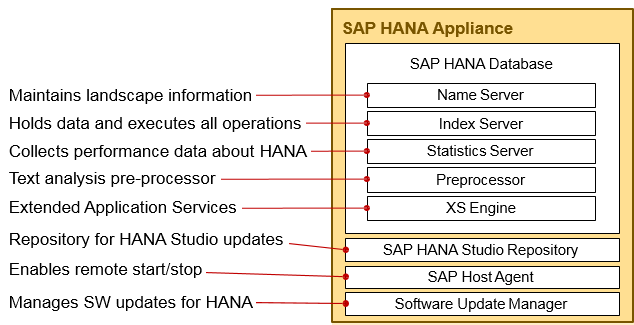 SAP HANA Appliance
SAP HANA Database
Maintains landscape information
Name Server
Holds data and executes all operations
Index Server
Collects performance data about HANA
Statistics Server
Text analysis pre-processor
Preprocessor
Extended Application Services
XS Engine
Repository for HANA Studio updates
SAP HANA Studio Repository
Enables remote start/stop
SAP Host Agent
Manages SW updates for HANA
Software Update Manager